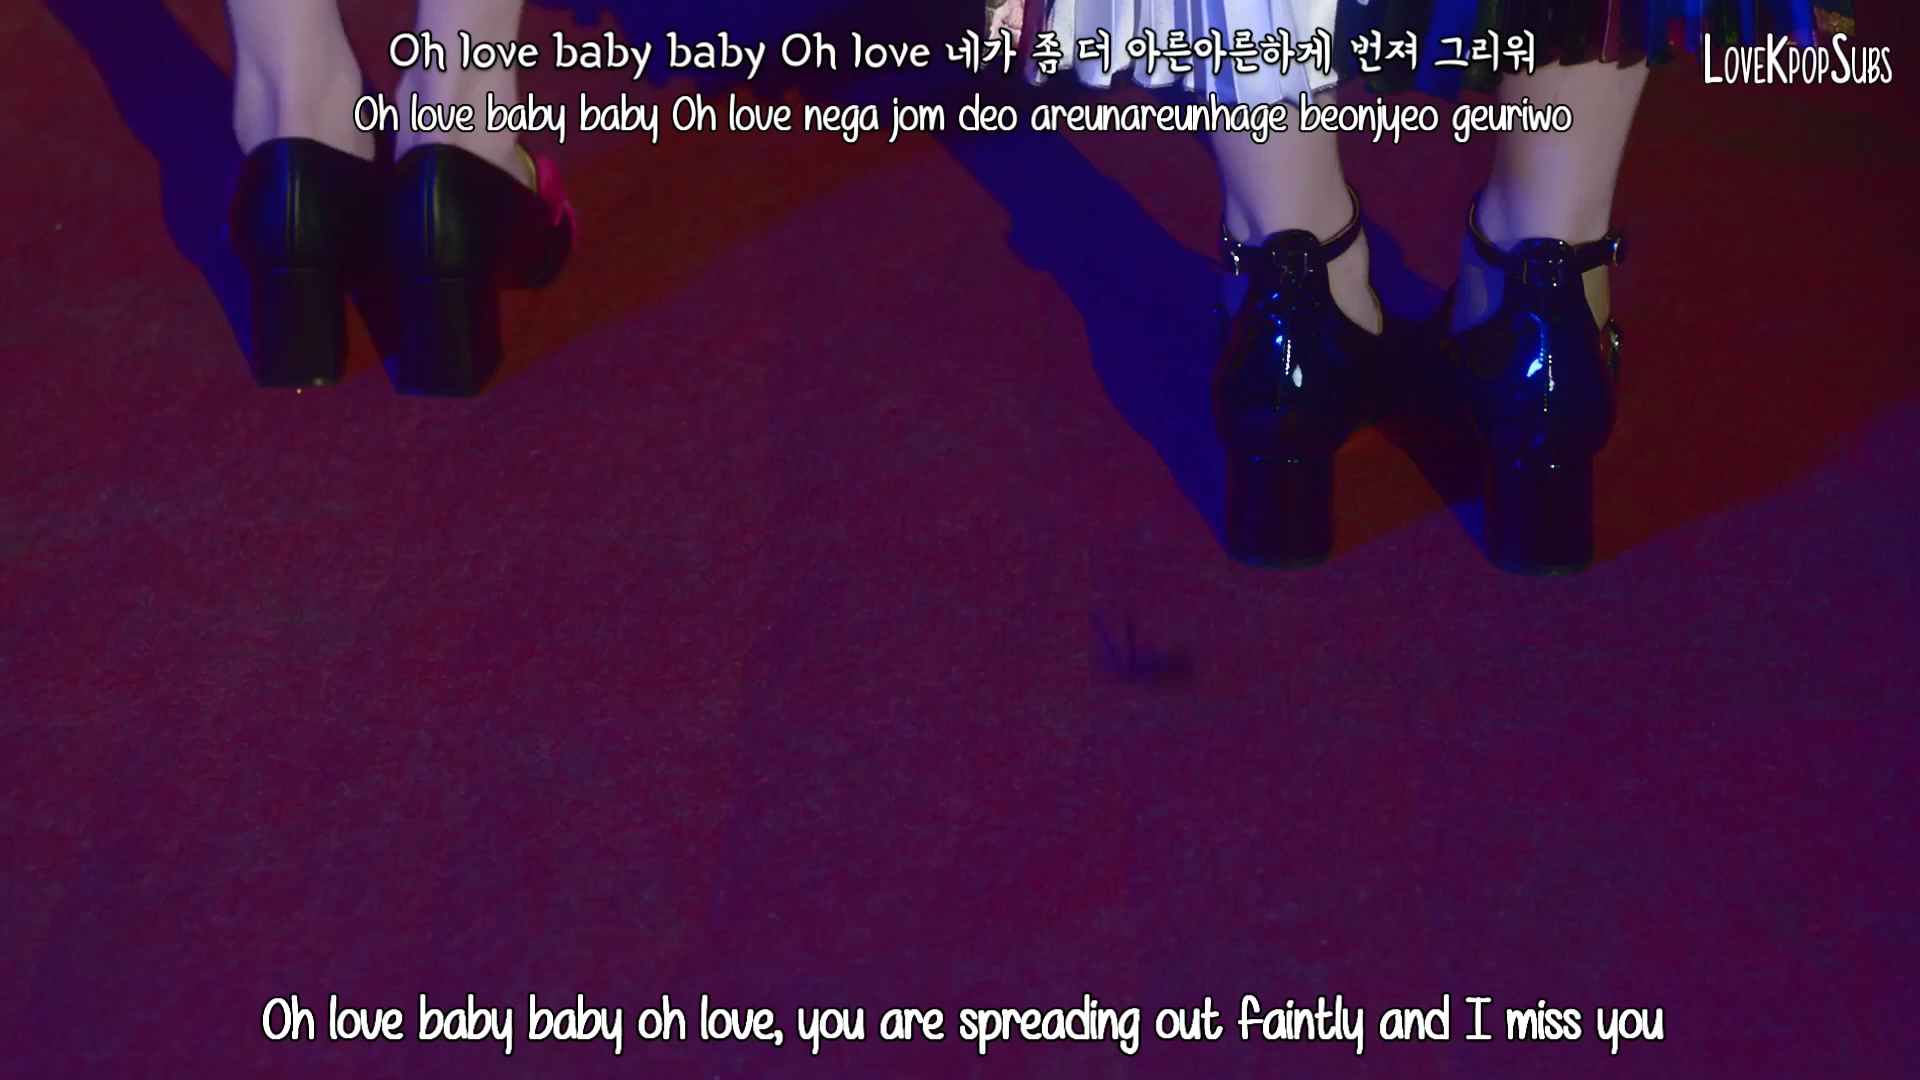 Oh love baby baby Oh love 네가 좀 더 아른아른하게 번져 그리워
LoveKpopSubs
Oh love baby baby Oh love nega jom deo areunareunhage beonjyeo geuriwo
Oh love baby baby oh love, you are spreading out faintly and I miss you